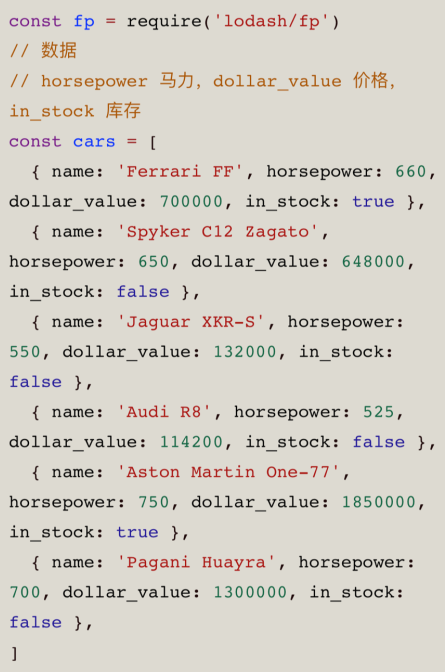 const fp = require('lodash/fp')
// 数据
// horsepower 马力，dollar_value 价格，
in_stock 库存
const cars = [
  { name: 'Ferrari FF', horsepower: 660,
dollar_value: 700000, in_stock: true },
  { name: 'Spyker C12 Zagato',
horsepower: 650, dollar_value: 648000,
in_stock: false },
  { name: 'Jaguar XKR-S', horsepower:
550, dollar_value: 132000, in_stock:
false },
  { name: 'Audi R8', horsepower: 525,
dollar_value: 114200, in_stock: false },
  { name: 'Aston Martin One-77',
horsepower: 750, dollar_value: 1850000,
in_stock: true },
  { name: 'Pagani Huayra', horsepower:
700, dollar_value: 1300000, in_stock:
false },
]